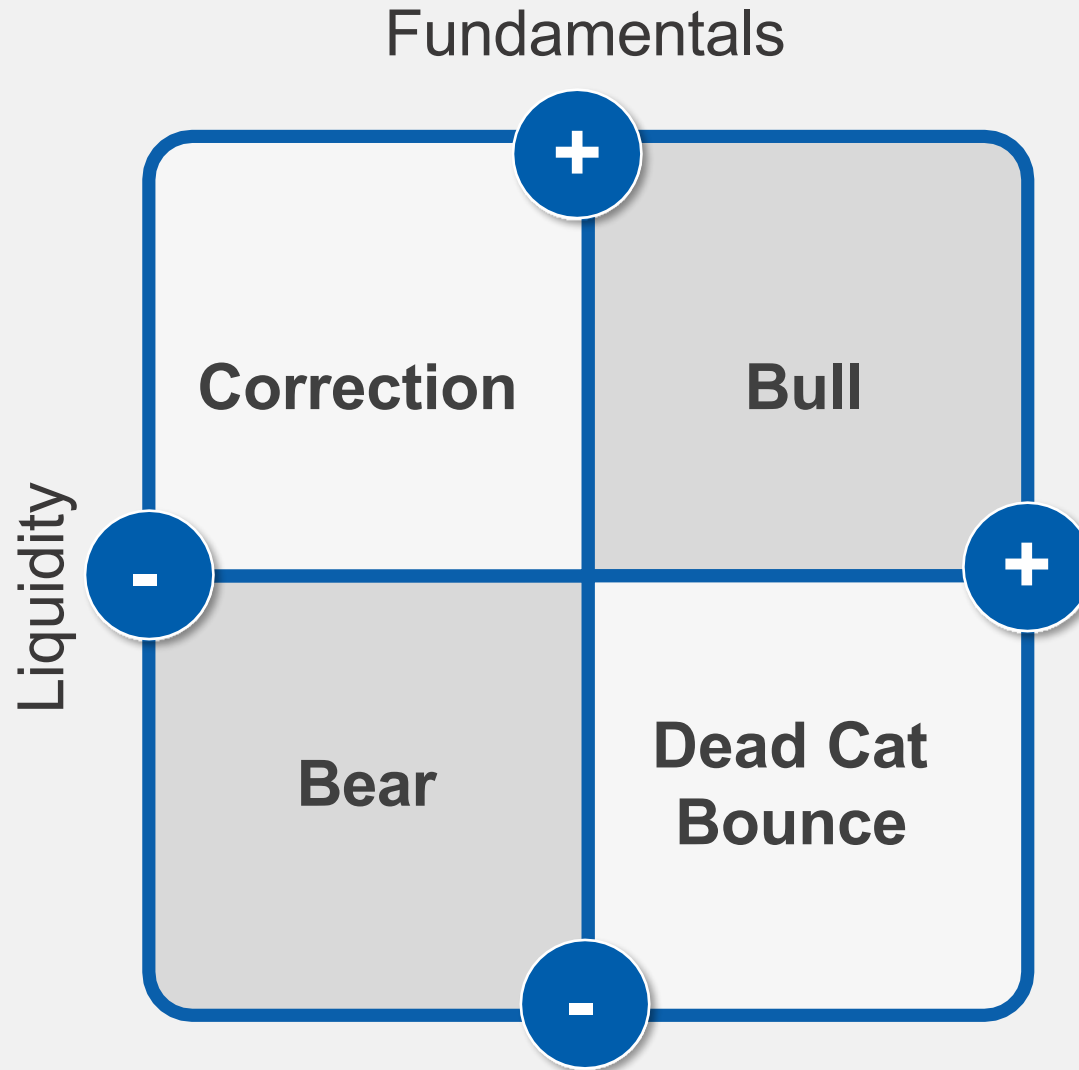 Fundamentals
+
Correction
Bull
Liquidity
-
+
Bear
Dead Cat
Bounce
-